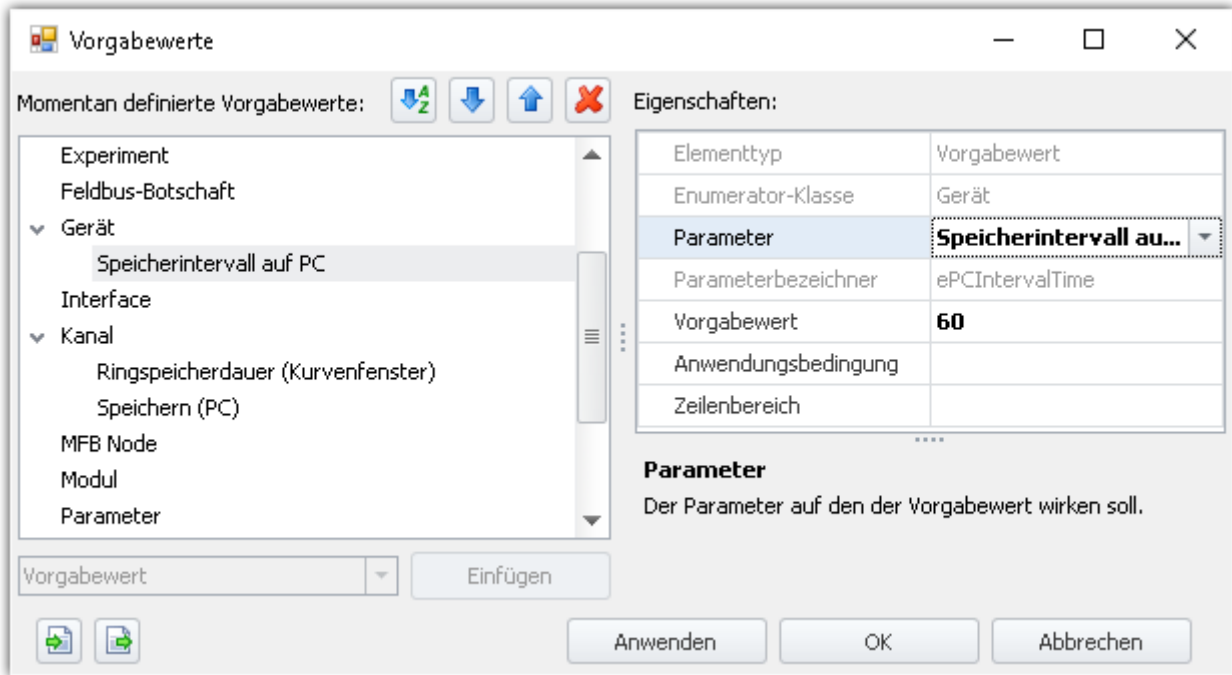 Vorgabewerte
Momentan definierte Vorgabewerte:
Experiment
Feldbus-Botschaft
Gerät
Speicherintervall auf PC
Interface
Kanal
Ringspeicherdauer (Kurvenfenster)
Speichern (PC)
MFB Node
Modul
Parameter
Vorgabewert
Einfügen
Eigenschaften:
Elementtyp Vorgabewert
Enumerator-Klasse Gerät
Parameter Speicherintervall au...
Parameterbezeichner ePCIntervalTime
Vorgabewert 60
Anwendungsbedingung
Zeilenbereich
Parameter
Der Parameter auf den der Vorgabewert wirken soll.
Anwenden OK Abbrechen